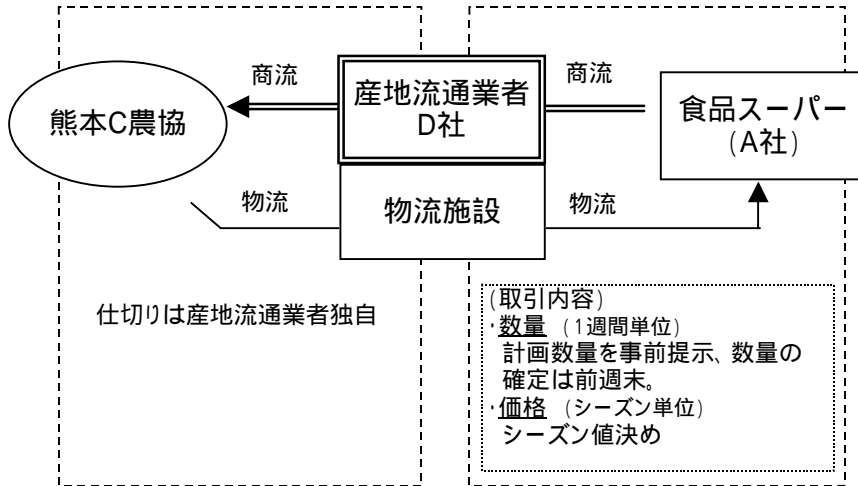 商流
産地流通業者
D社
商流
熊本C農協
食品スーパー
(A社)
物流
物流施設
物流
仕切りは産地流通業者独自
(取引内容)
・数量 (1週間単位)
計画数量を事前提示、数量の
確定は前週末。
・価格 (シーズン単位)
シーズン値決め